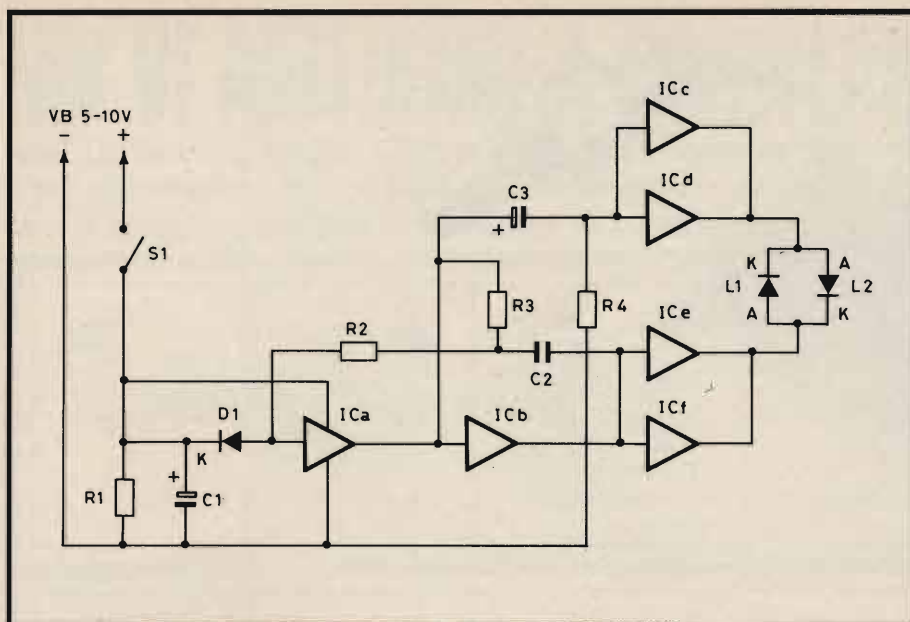 VB 5-10V
- +
S1
R1
C1
+
K
D1
R2
R3
C2
C3
+
R4
ICa
ICb
ICc
ICd
ICe
ICf
K
L1
A
A
L2
K